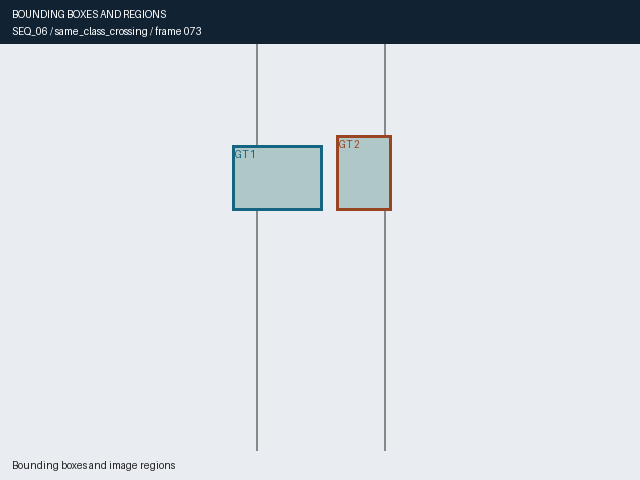 BOUNDING BOXES AND REGIONS
SEQ_06 / same_class_crossing / frame 073
GT1
GT2
Bounding boxes and image regions